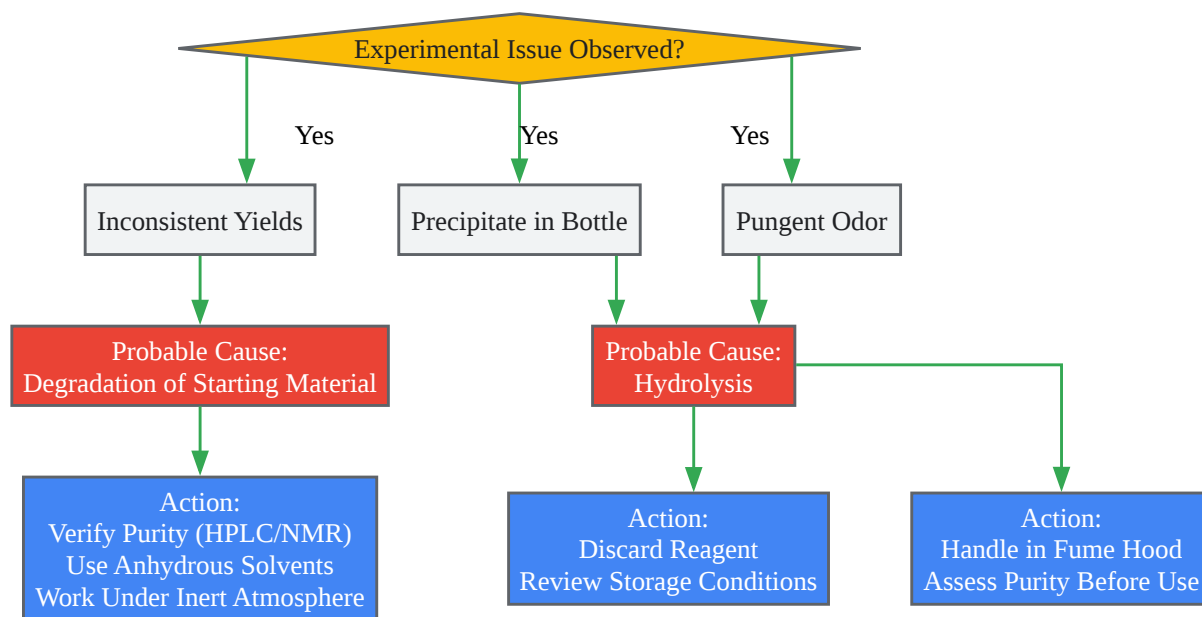 Experimental Issue Observed?
Yes
Yes
Yes
Inconsistent Yields
Precipitate in Bottle
Pungent Odor
Probable Cause:
Degradation of Starting Material
Probable Cause:
Hydrolysis
Action:
Verify Purity (HPLC/NMR)
Use Anhydrous Solvents
Work Under Inert Atmosphere
Action:
Discard Reagent
Review Storage Conditions
Action:
Handle in Fume Hood
Assess Purity Before Use